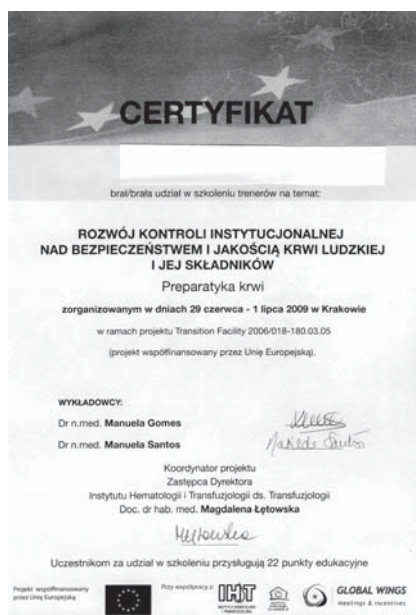 CERTYFIKAT
brał/brała udział w szkoleniu trenerów na temat:
ROZWÓJ KONTROLI INSTYTUCJONALNEJ
NAD BEZPIECZEŃSTWEM I JAKOŚCIĄ KRWI LUDZKIEJ
I JEJ SKŁADNIKÓW
Preparatyka krwi
zorganizowanym w dniach 29 czerwca - 1 lipca 2009 w Krakowie
w ramach projektu Transition Facility 2006/018-180.03.05
(projekt współfinansowany przez Unię Europejską).
WYKŁADOWCY:
Dr n.med. Manuela Gomes
Dr n.med. Manuela Santos
Koordynator projektu
Zastępca Dyrektora
Instytutu Hematologii i Transfuzjologii ds. Transfuzjologii
Doc. dr hab. med. Magdalena Łętowska
Uczestnikom za udział w szkoleniu przysługują 22 punkty edukacyjne
Projekt współfinansowany
przez Unię Europejską
Przy współpracy z:
IHIT
GLOBAL WINGS
meetings & incentives